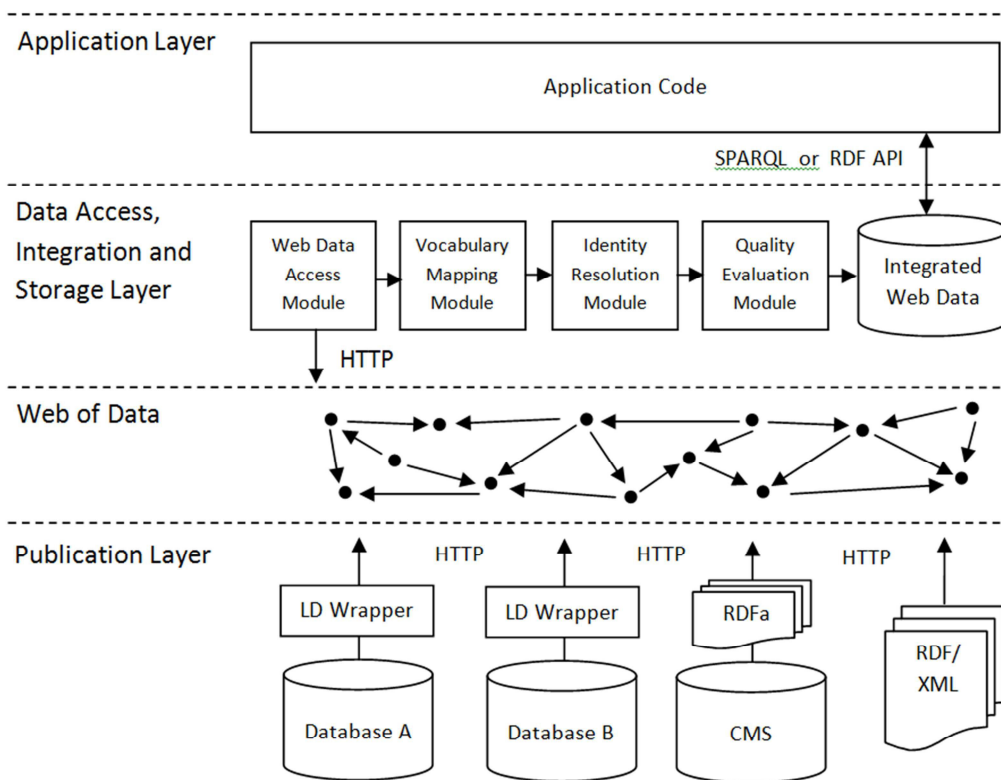 Application Layer
Application Code
SPARQL or RDF API
Data Access,
Integration and
Storage Layer
Web Data
Access
Module
Vocabulary
Mapping
Module
Identity
Resolution
Module
Quality
Evaluation
Module
Integrated
Web Data
HTTP
Web of Data
Publication Layer
HTTP
HTTP
HTTP
LD Wrapper
LD Wrapper
RDFa
RDF/
XML
Database A
Database B
CMS